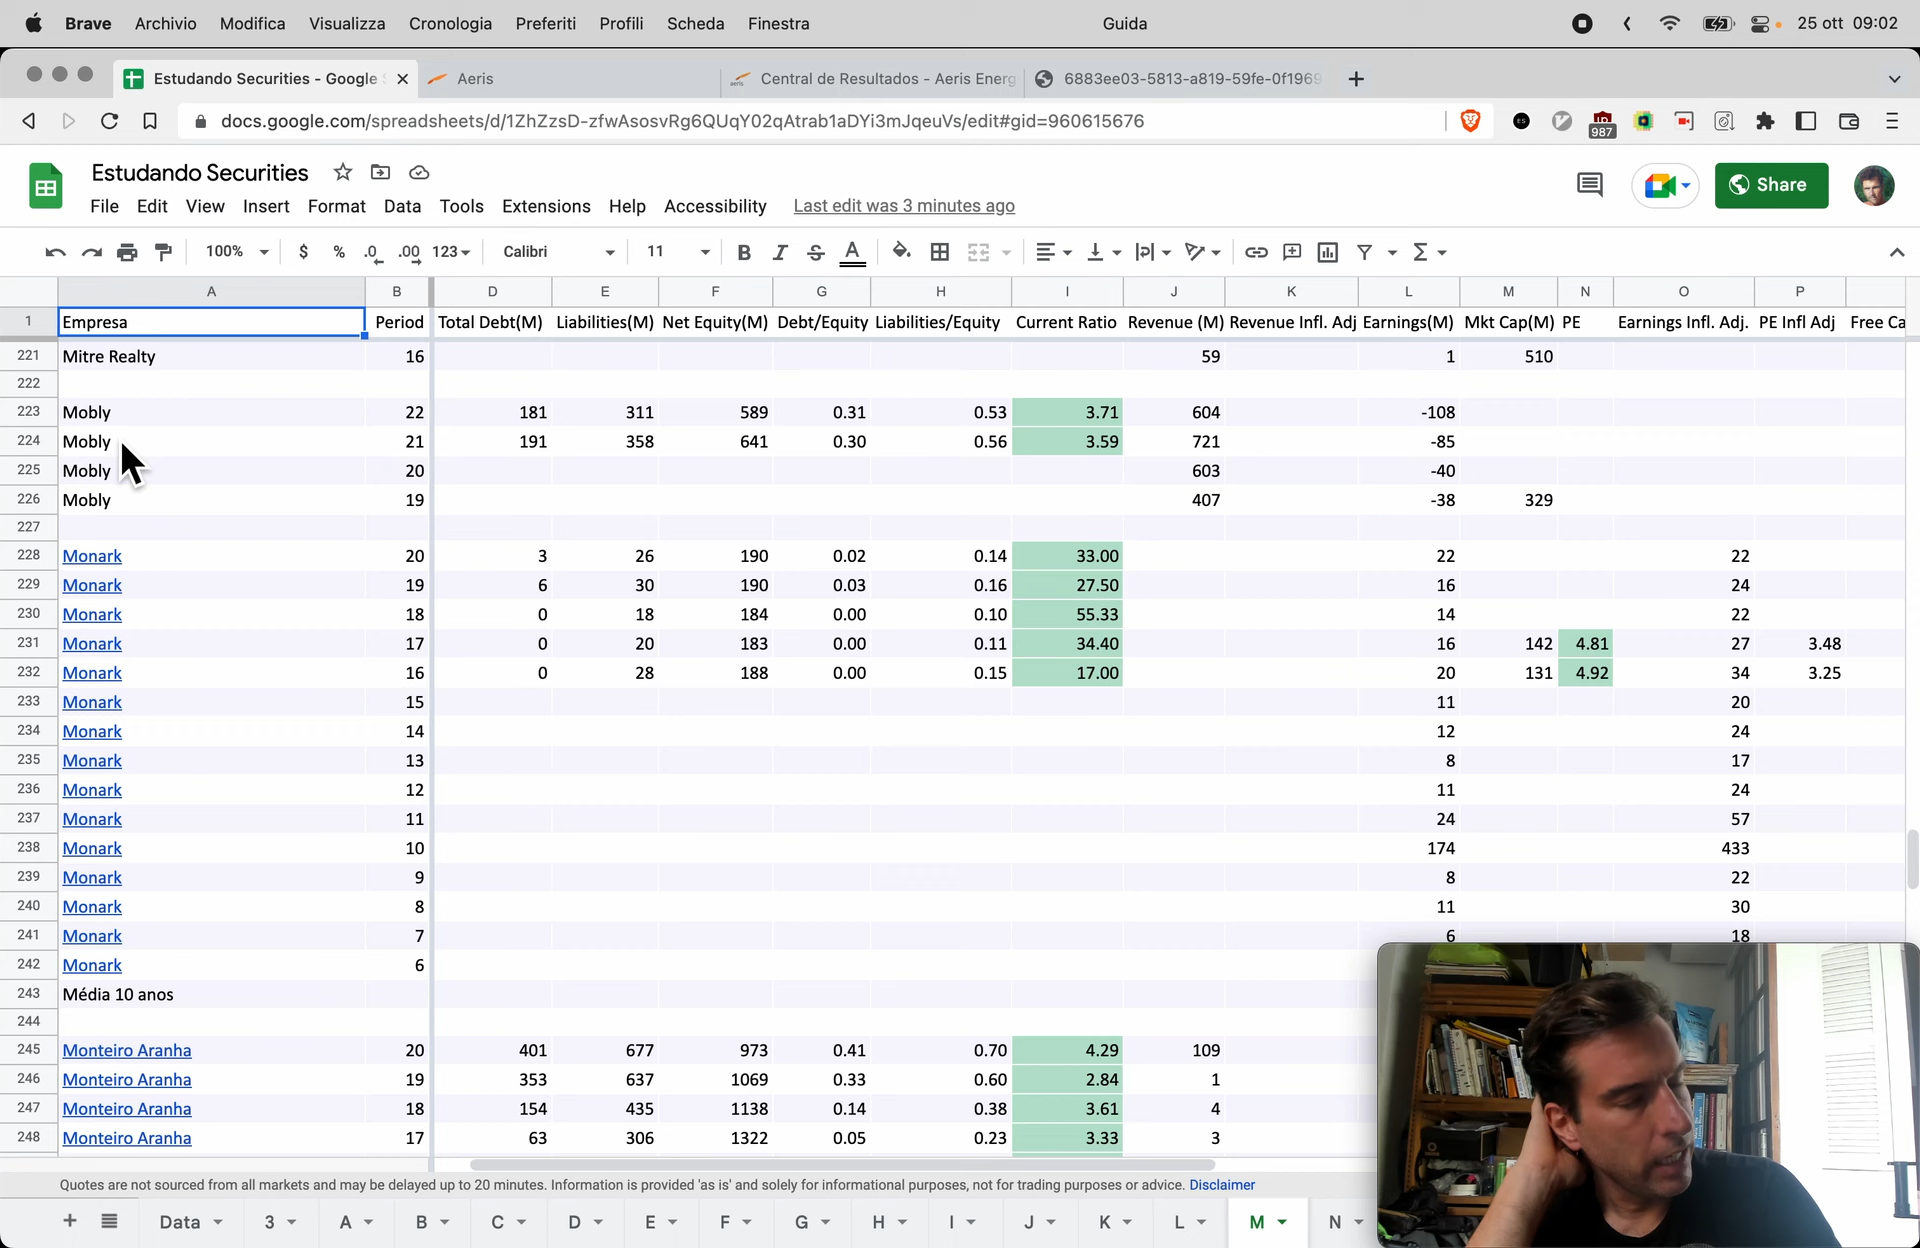 Brave Archivio Modifica Visualizza Cronologia Preferiti Profili Scheda Finestra Guida 25 ott 09:02
Estudando Securities - Google Aeris Central de Resultados - Aeris Energ 6883ee03-5813-a819-59fe-0f1969
docs.google.com/spreadsheets/d/1ZhZzsD-zfwAsosvRg6QUqY02qAtrab1aDYi3mJqeuVs/edit#gid=960615676 987
Estudando Securities Share
File Edit View Insert Format Data Tools Extensions Help Accessibility Last edit was 3 minutes ago
100% $ % .0 .00 123 Calibri 11 B I S A
A B D E F G H I J K L M N O P
1 Empresa Period Total Debt(M) Liabilities(M) Net Equity(M) Debt/Equity Liabilities/Equity Current Ratio Revenue (M) Revenue Infl. Adj Earnings(M) Mkt Cap(M) PE Earnings Infl. Adj. PE Infl Adj Free Ca
221 Mitre Realty 16 59 1 510
222
223 Mobly 22 181 311 589 0.31 0.53 3.71 604 -108
224 Mobly 21 191 358 641 0.30 0.56 3.59 721 -85
225 Mobly 20 603 -40
226 Mobly 19 407 -38 329
227
228 Monark 20 3 26 190 0.02 0.14 33.00 22 22
229 Monark 19 6 30 190 0.03 0.16 27.50 16 24
230 Monark 18 0 18 184 0.00 0.10 55.33 14 22
231 Monark 17 0 20 183 0.00 0.11 34.40 16 142 4.81 27 3.48
232 Monark 16 0 28 188 0.00 0.15 17.00 20 131 4.92 34 3.25
233 Monark 15 11 20
234 Monark 14 12 24
235 Monark 13 8 17
236 Monark 12 11 24
237 Monark 11 24 57
238 Monark 10 174 433
239 Monark 9 8 22
240 Monark 8 11 30
241 Monark 7 6 18
242 Monark 6
243 Média 10 anos
244
245 Monteiro Aranha 20 401 677 973 0.41 0.70 4.29 109
246 Monteiro Aranha 19 353 637 1069 0.33 0.60 2.84 1
247 Monteiro Aranha 18 154 435 1138 0.14 0.38 3.61 4
248 Monteiro Aranha 17 63 306 1322 0.05 0.23 3.33 3
Quotes are not sourced from all markets and may be delayed up to 20 minutes. Information is provided 'as is' and solely for informational purposes, not for trading purposes or advice. Disclaimer
Data 3 A B C D E F G H I J K L M N